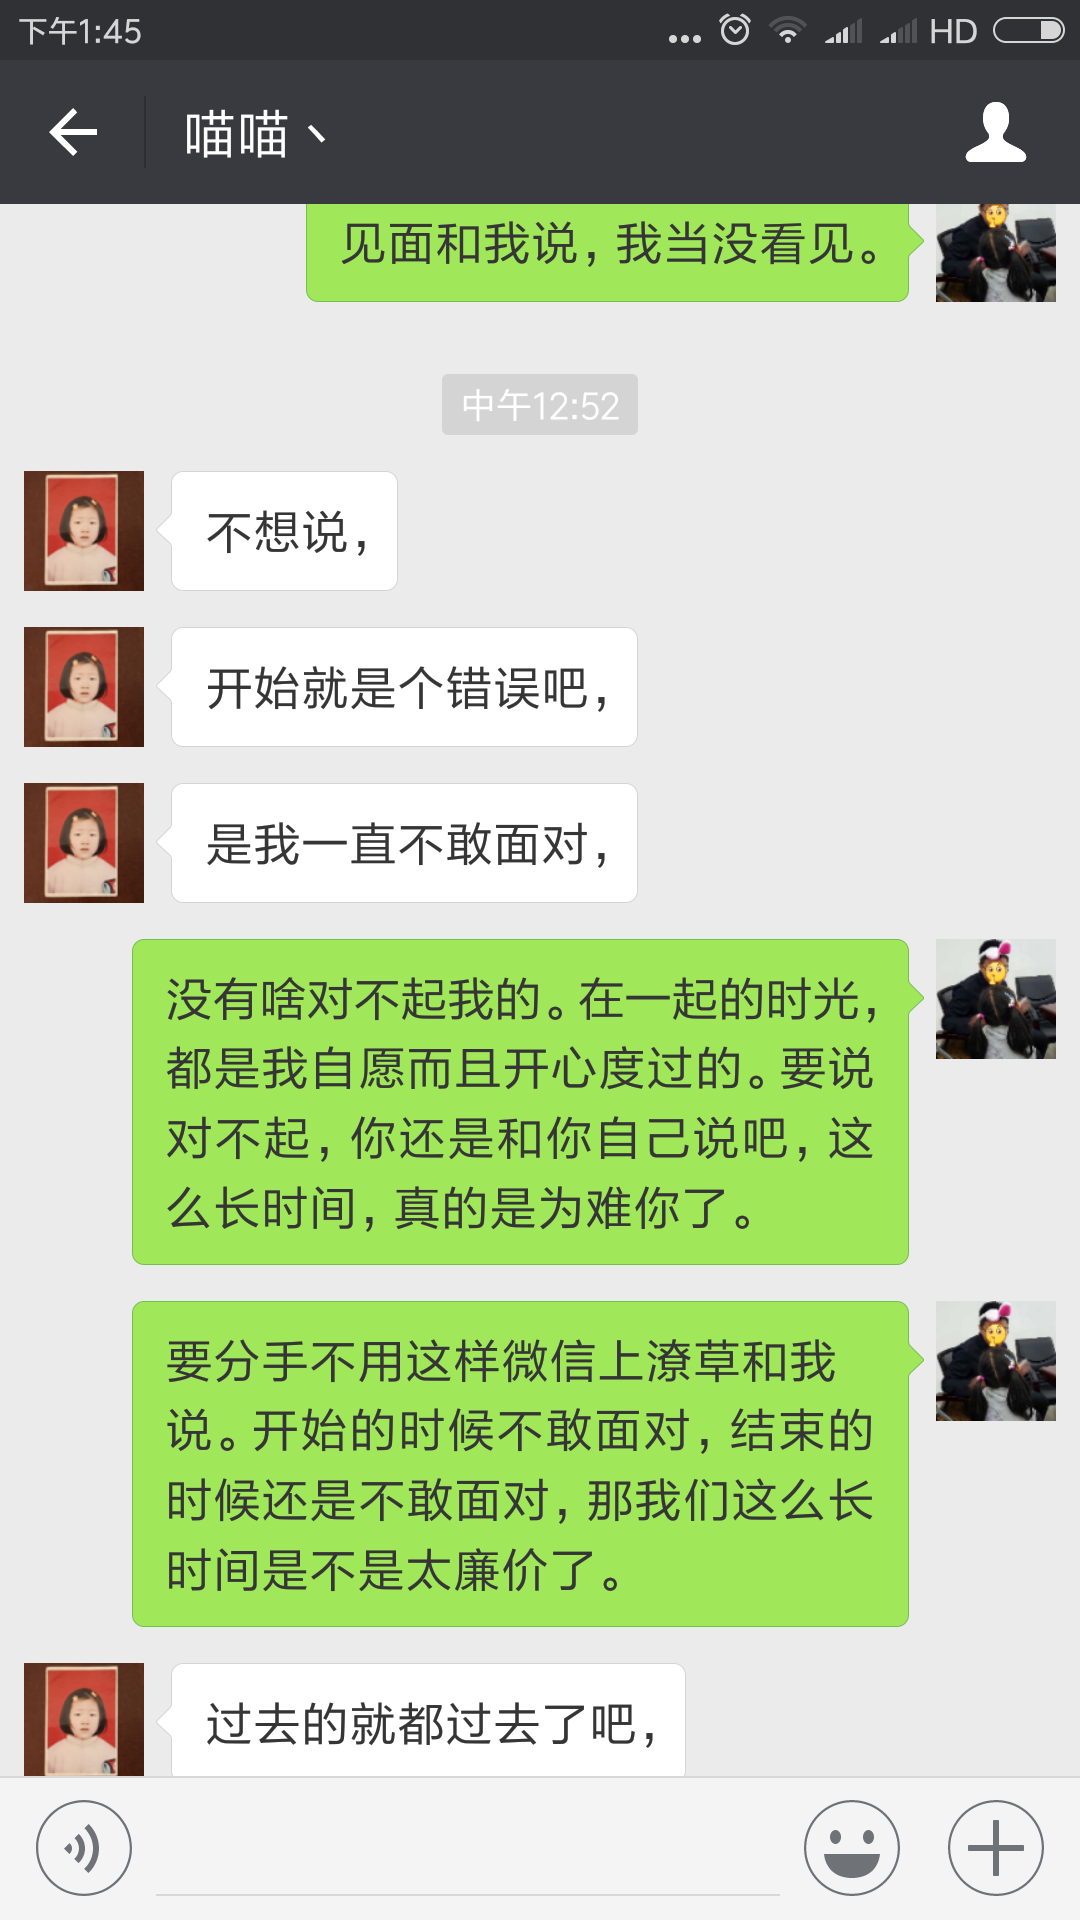 下午1:45
HD
喵喵丶
见面和我说，我当没看见。
中午12:52
不想说，
开始就是个错误吧，
是我一直不敢面对，
没有啥对不起我的。在一起的时光，
都是我自愿而且开心度过的。要说
对不起，你还是和你自己说吧，这
么长时间，真的是为难你了。
要分手不用这样微信上潦草和我
说。开始的时候不敢面对，结束的
时候还是不敢面对，那我们这么长
时间是不是太廉价了。
过去的就都过去了吧，